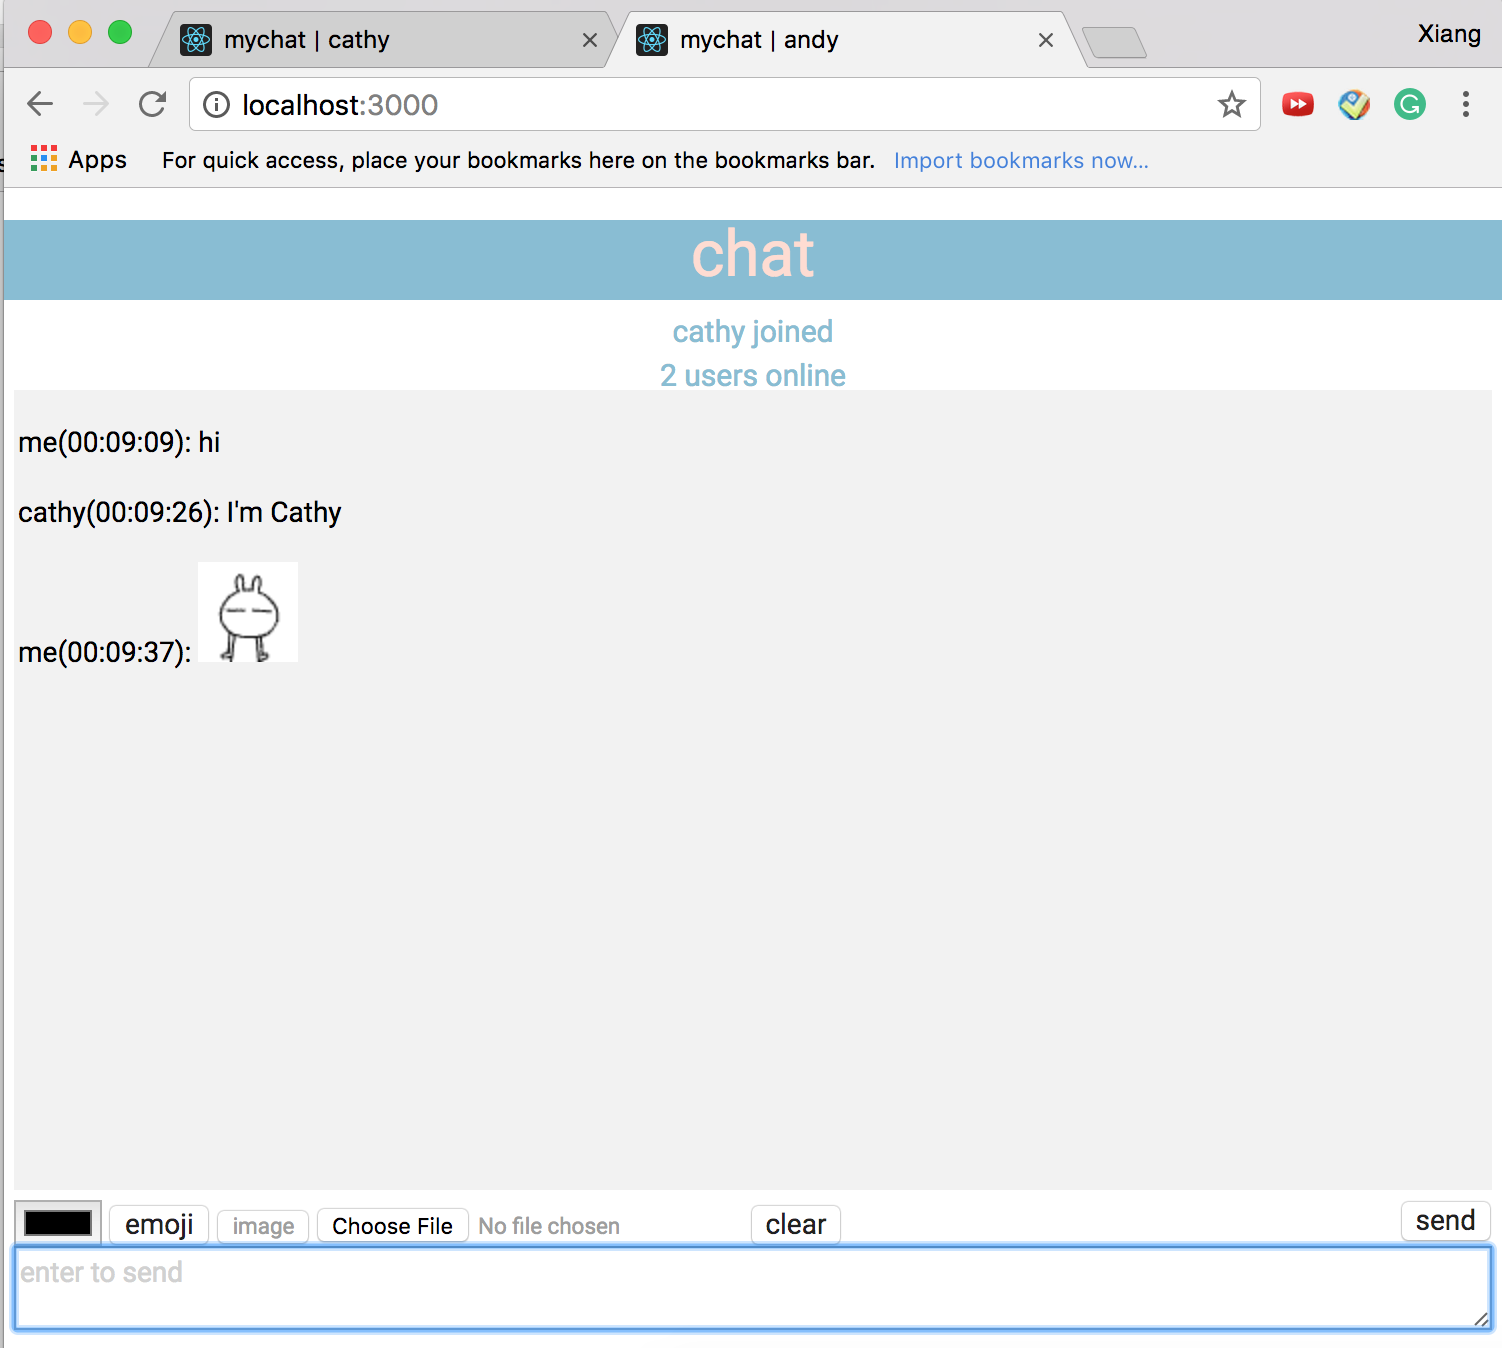 mychat | cathy
mychat | andy
Xiang
localhost:3000
Apps
For quick access, place your bookmarks here on the bookmarks bar. Import bookmarks now...
chat
cathy joined
2 users online
me(00:09:09): hi
cathy(00:09:26): I'm Cathy
me(00:09:37):
emoji image Choose File No file chosen clear send
enter to send